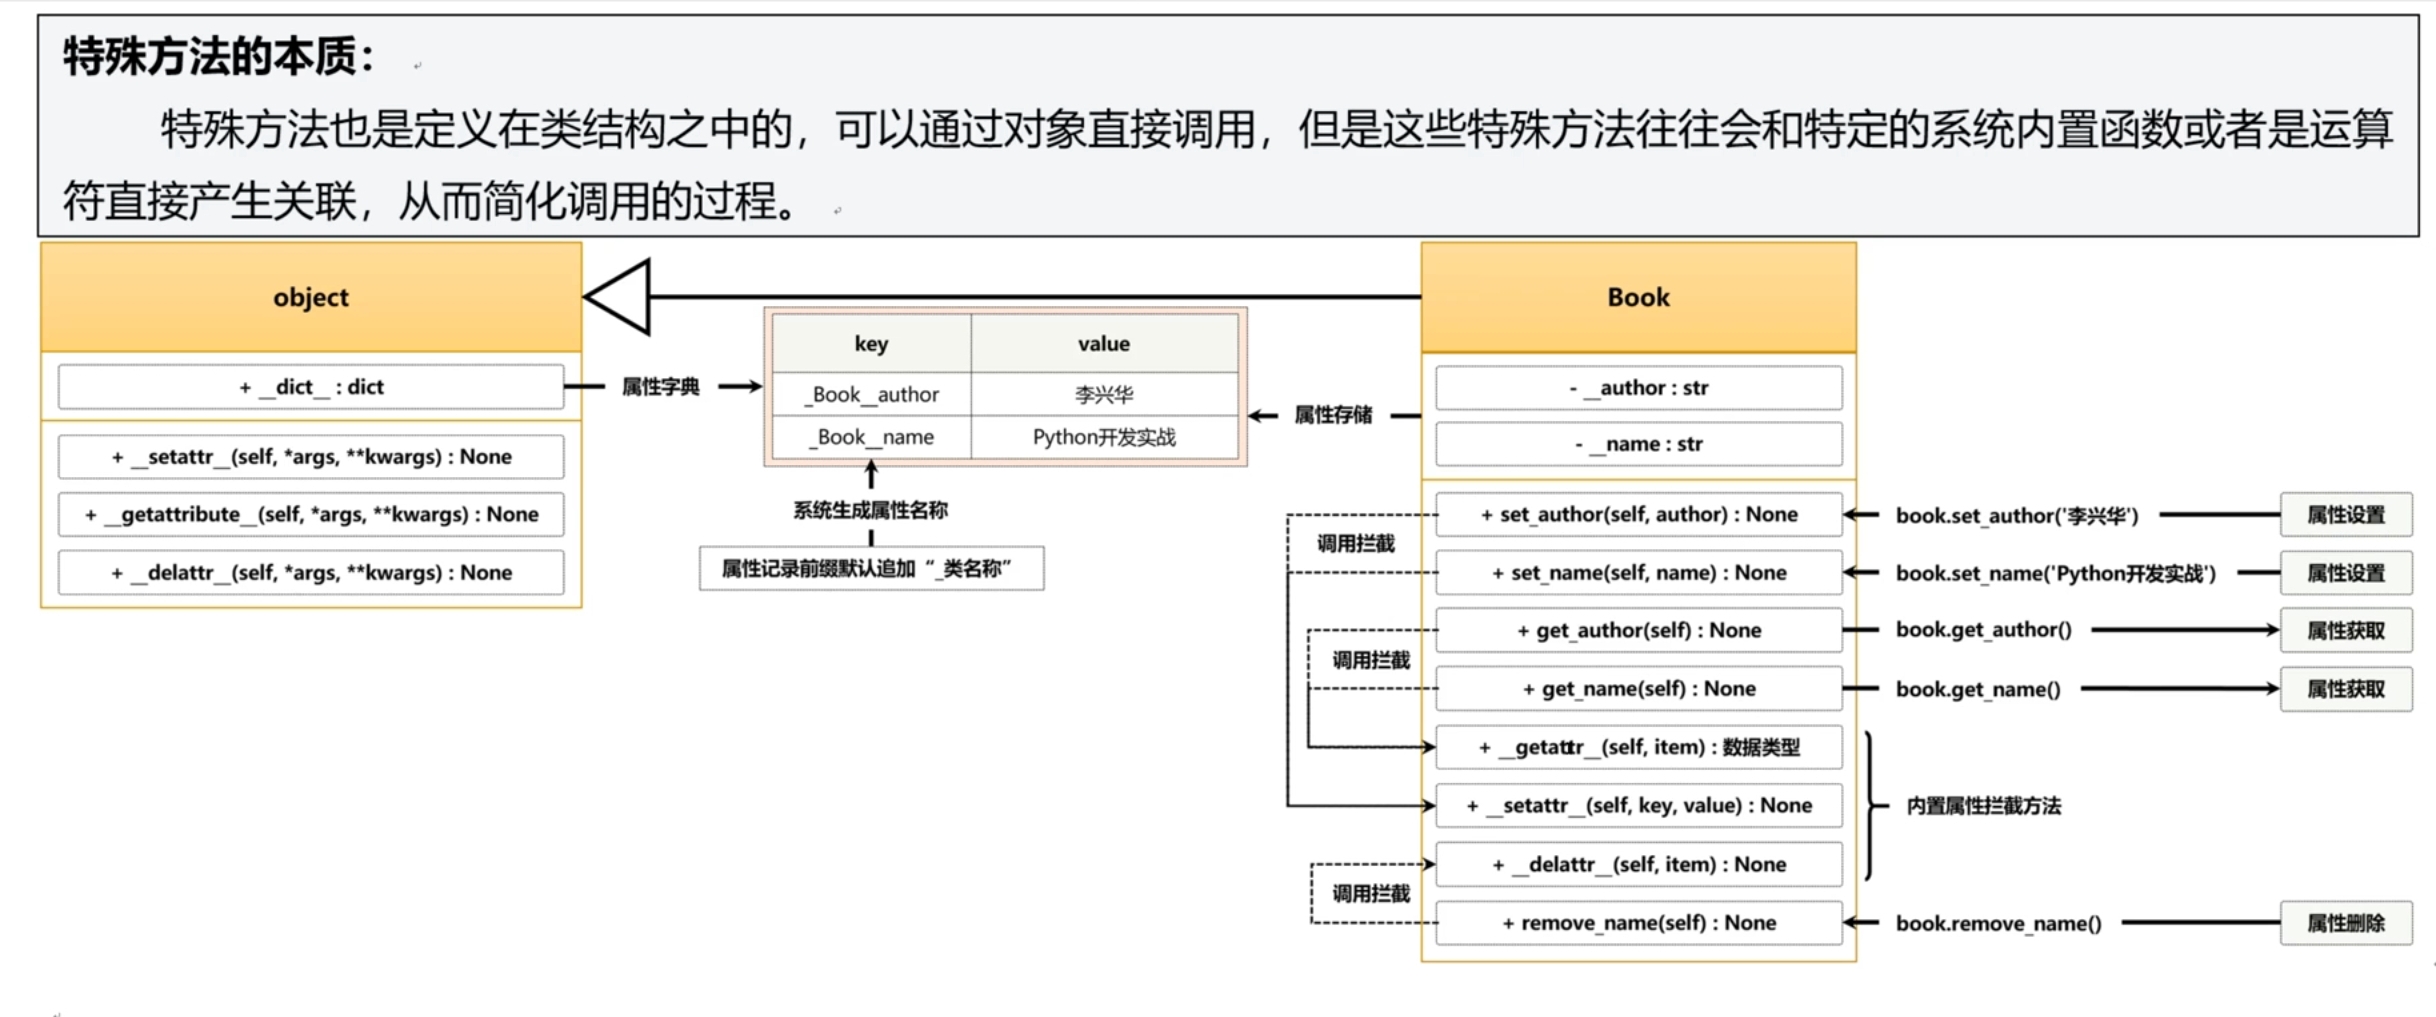 特殊方法的本质：
特殊方法也是定义在类结构之中的，可以通过对象直接调用，但是这些特殊方法往往会和特定的系统内置函数或者是运算
符直接产生关联，从而简化调用的过程。
object
+ __dict__ : dict
+ __setattr__(self, *args, **kwargs) : None
+ __getattribute__(self, *args, **kwargs) : None
+ __delattr__(self, *args, **kwargs) : None
属性字典
key value
_Book__author 李兴华
_Book__name Python开发实战
系统生成属性名称
属性记录前缀默认追加“_类名称”
属性存储
Book
- __author : str
- __name : str
+ set_author(self, author) : None
+ set_name(self, name) : None
+ get_author(self) : None
+ get_name(self) : None
+ __getattr__(self, item) : 数据类型
+ __setattr__(self, key, value) : None
+ __delattr__(self, item) : None
+ remove_name(self) : None
调用拦截
调用拦截
调用拦截
book.set_author('李兴华') 属性设置
book.set_name('Python开发实战') 属性设置
book.get_author() 属性获取
book.get_name() 属性获取
内置属性拦截方法
book.remove_name() 属性删除